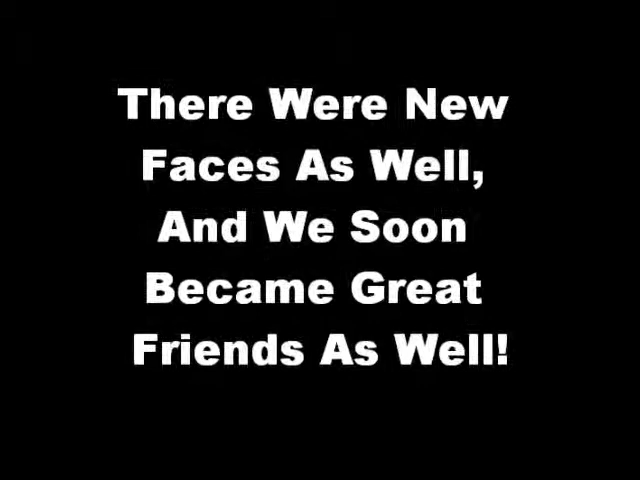 There Were New
Faces As Well,
And We Soon
Became Great
Friends As Well!